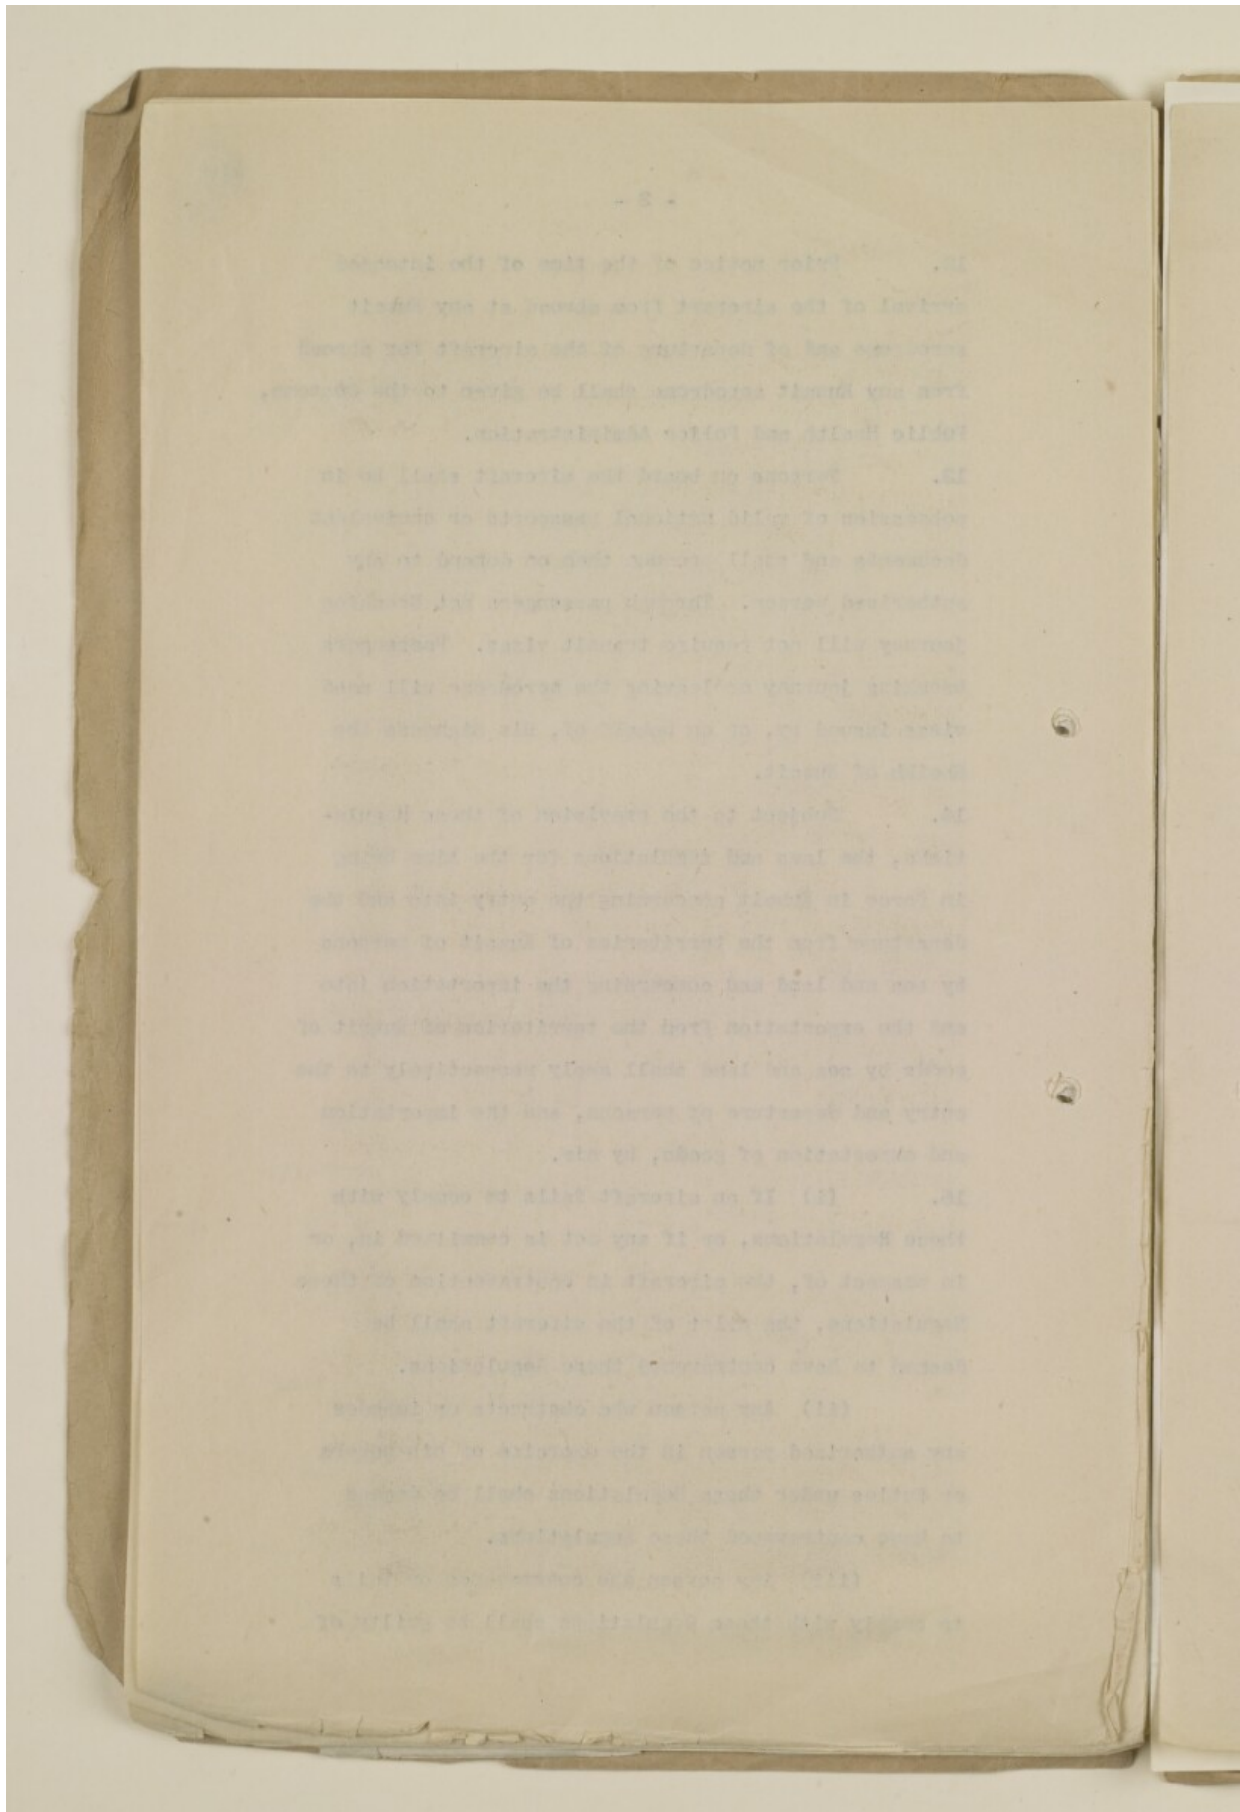 - 3 -
Prior notice of the time of the intended
arrival of the aircraft from abroad at any Kuwait
aerodrome and of departure of the aircraft for abroad
from any Kuwait aerodrome shall be given to the Customs,
Public Health and Police Administration.
Persons on board the aircraft shall be in
possession of valid national passports or equivalent
documents and shall produce them on demand to any
authorised person. Through passengers not breaking
journey will not require transit visas. Passengers
breaking journey or leaving the aerodrome will need
visas issued by, or on behalf of, His Highness the
Sheikh of Kuwait.
14. Subject to the provision of these Regula-
tions, the laws and regulations for the time being
in force in Kuwait concerning the entry into and the
departure from the territories of Kuwait of persons
by sea and land and concerning the importation into
and the exportation from the territories of Kuwait of
goods by sea and land shall apply respectively to the
entry and departure of persons, and the importation
and exportation of goods, by air.
(i) If an aircraft fails to comply with
these Regulations, or if any act is committed in, or
in respect of, the aircraft in contravention of these
Regulations, the pilot of the aircraft shall be
deemed to have contravened these Regulations.
(ii) Any person who obstructs or impedes
any authorised person in the exercise of his powers
or duties under these Regulations shall be deemed
to have contravened these Regulations.
(iii) Any person who contravenes or fails
to comply with these Regulations shall be guilty of